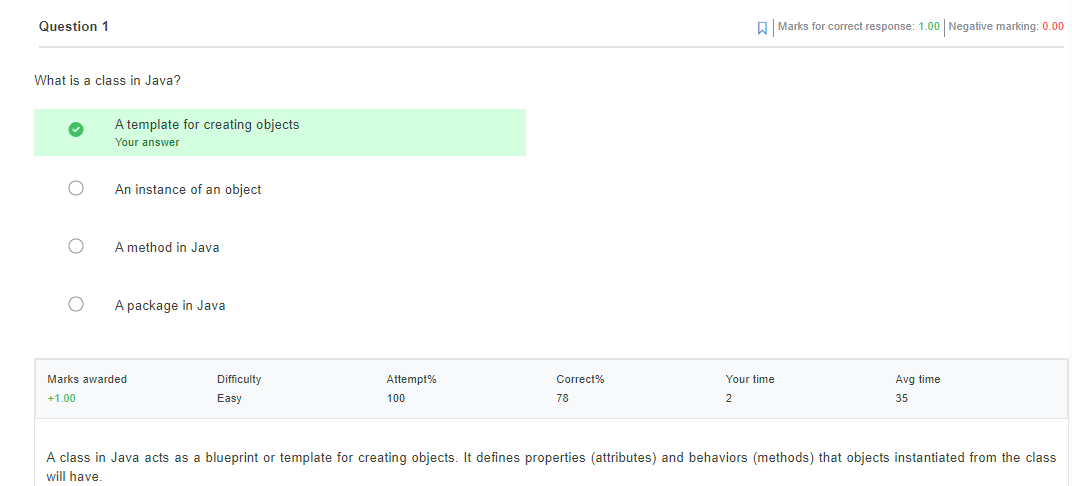 Question 1
Marks for correct response: 1.00 Negative marking: 0.00
What is a class in Java?
A template for creating objects
Your answer
An instance of an object
A method in Java
A package in Java
Marks awarded Difficulty Attempt% Correct% Your time Avg time
+1.00 Easy 100 78 2 35
A class in Java acts as a blueprint or template for creating objects. It defines properties (attributes) and behaviors (methods) that objects instantiated from the class
will have.